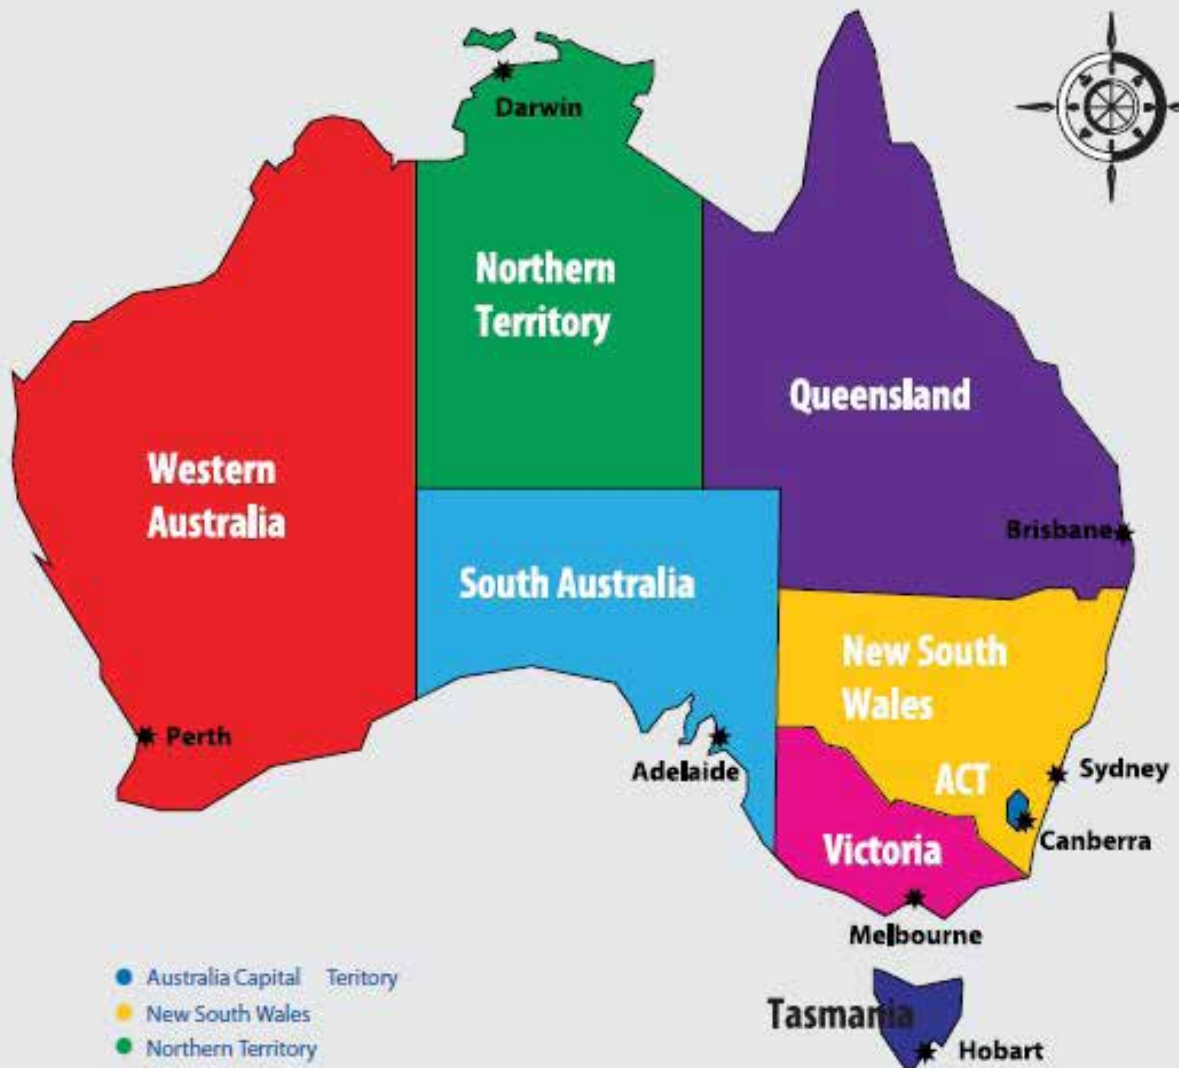 Darwin
Northern
Territory
Queensland
Western
Australia
Brisbane
South Australia
New South
Wales
Perth
Adelaide
ACT
Sydney
Canberra
Victoria
Melbourne
Australia Capital Teritory
New South Wales
Northern Territory
Tasmania
Hobart